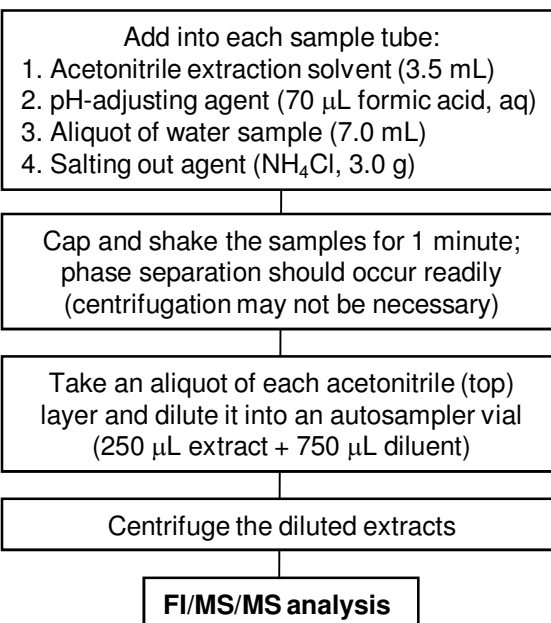 Add into each sample tube:
1. Acetonitrile extraction solvent (3.5 mL)
2. pH-adjusting agent (70 μL formic acid, aq)
3. Aliquot of water sample (7.0 mL)
4. Salting out agent (NH₄Cl, 3.0 g)
Cap and shake the samples for 1 minute;
phase separation should occur readily
(centrifugation may not be necessary)
Take an aliquot of each acetonitrile (top)
layer and dilute it into an autosampler vial
(250 μL extract + 750 μL diluent)
Centrifuge the diluted extracts
FI/MS/MS analysis